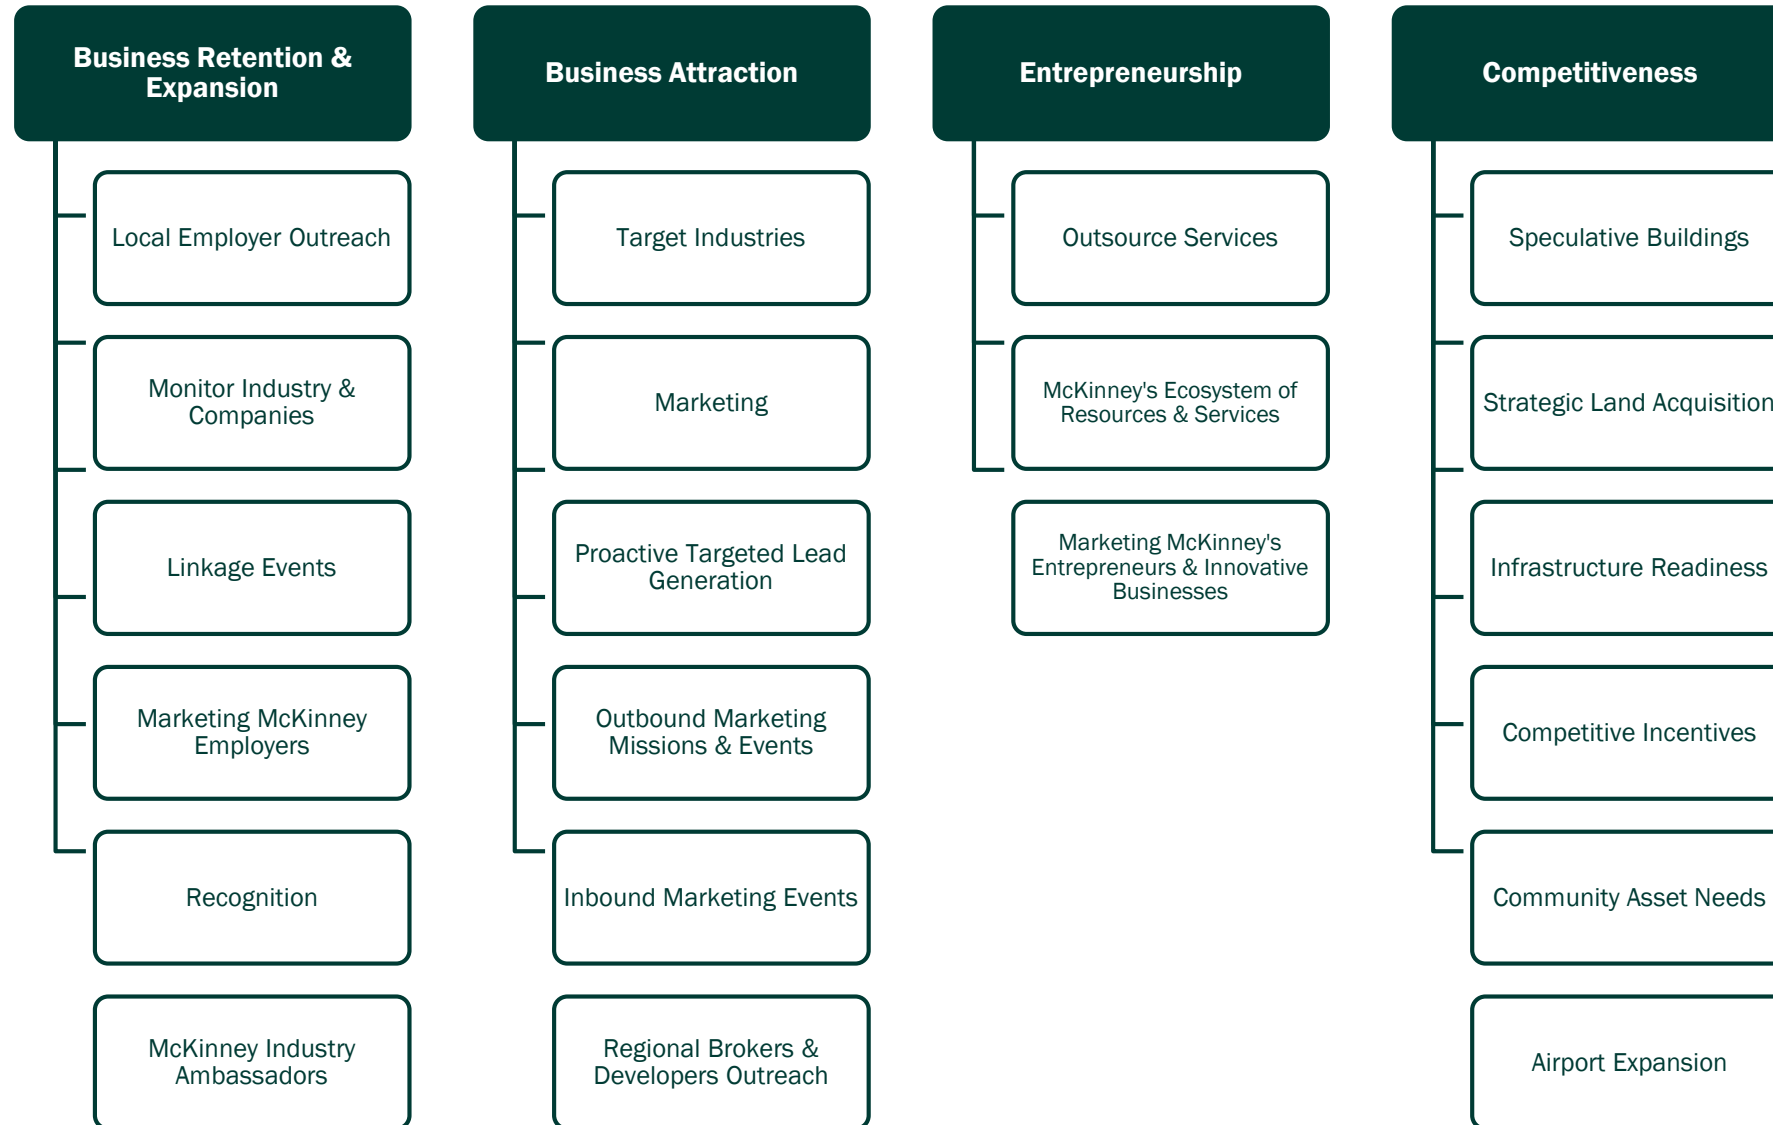 Business Retention &
Expansion
Local Employer Outreach
Monitor Industry &
Companies
Linkage Events
Marketing McKinney
Employers
Recognition
McKinney Industry
Ambassadors
Business Attraction
Target Industries
Marketing
Proactive Targeted Lead
Generation
Outbound Marketing
Missions & Events
Inbound Marketing Events
Regional Brokers &
Developers Outreach
Entrepreneurship
Outsource Services
McKinney's Ecosystem of
Resources & Services
Marketing McKinney's
Entrepreneurs & Innovative
Businesses
Competitiveness
Speculative Buildings
Strategic Land Acquisition
Infrastructure Readiness
Competitive Incentives
Community Asset Needs
Airport Expansion